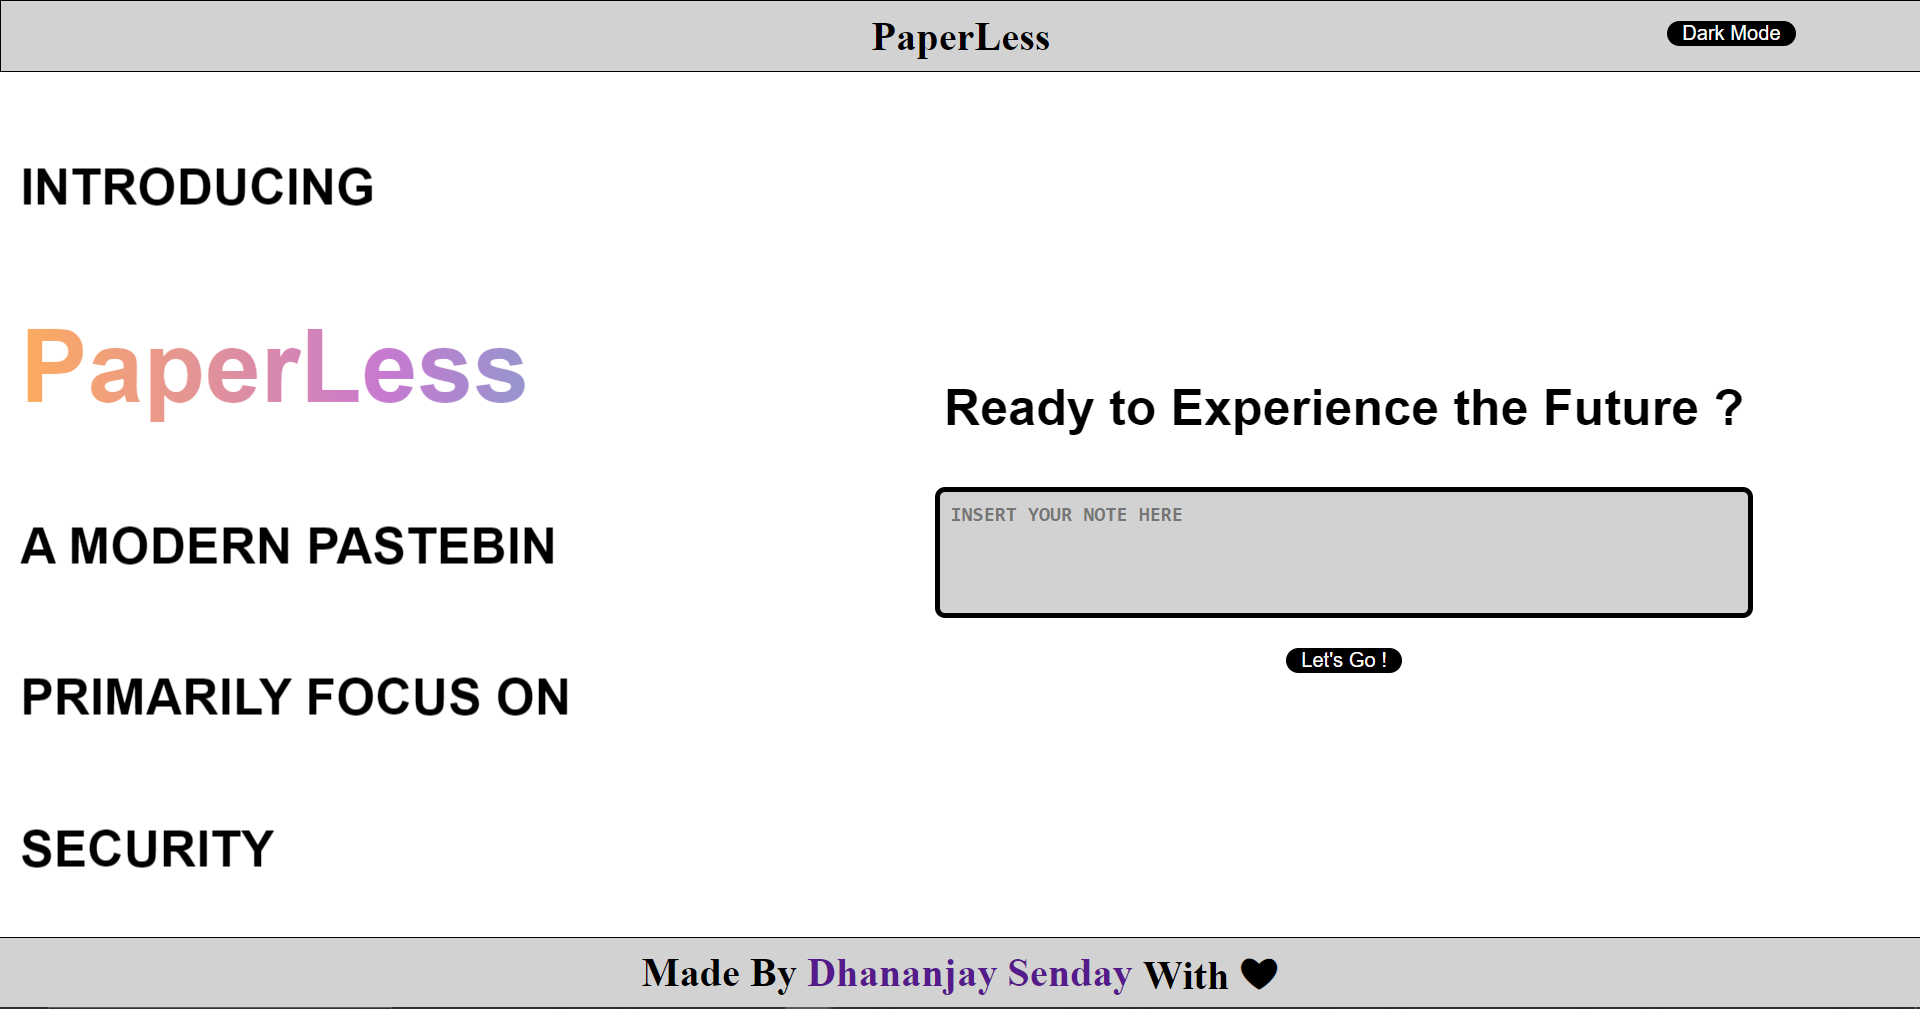 PaperLess
Dark Mode
INTRODUCING
PaperLess
A MODERN PASTEBIN
PRIMARILY FOCUS ON
SECURITY
Ready to Experience the Future ?
INSERT YOUR NOTE HERE
Let's Go !
Made By Dhananjay Senday With 🖤